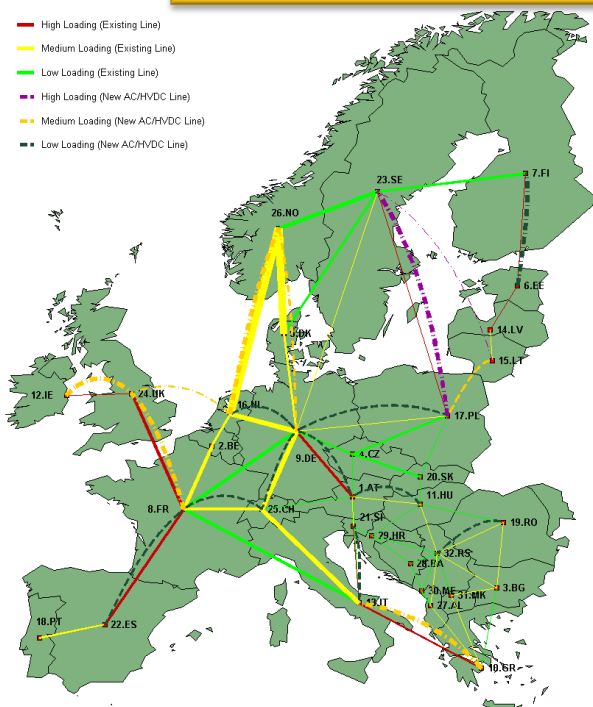 High Loading (Existing Line)
Medium Loading (Existing Line)
Low Loading (Existing Line)
High Loading (New AC/HVDC Line)
Medium Loading (New AC/HVDC Line)
Low Loading (New AC/HVDC Line)
7.FI
23.SE
26.NO
6.EE
14.LV
5.DK
15.LT
12.IE
24.UK
16.NL
17.PL
2.BE
9.DE
4.CZ
20.SK
1.AT
11.HU
8.FR
25.CH
21.SI
19.RO
29.HR
32.RS
28.BA
30.ME
31.MK
3.BG
13.IT
27.AL
18.PT
22.ES
10.GR